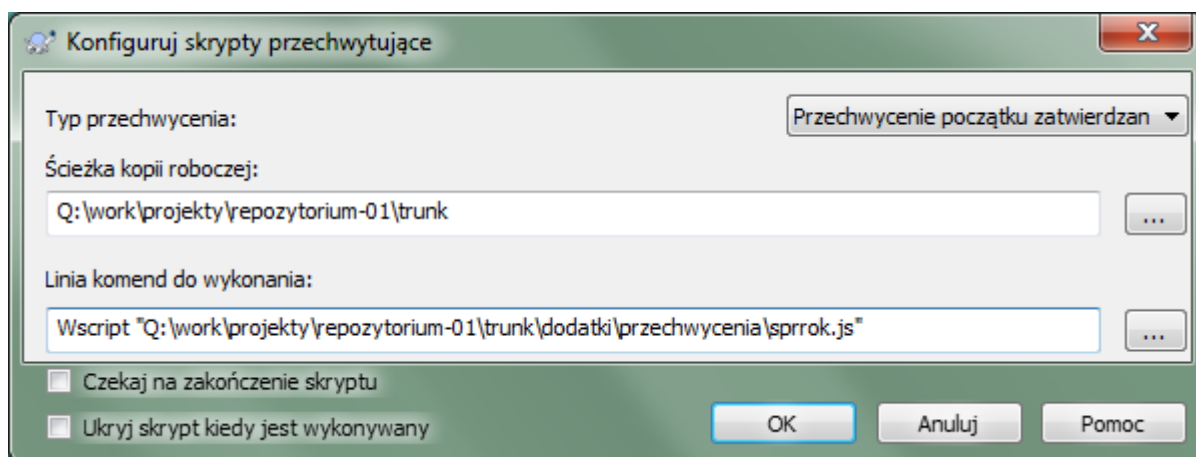 Konfiguruj skrypty przechwytujące
Typ przechwycenia:
Przechwycenie początku zatwierdzan
Ścieżka kopii roboczej:
Q:\work\projekty\repozytorium-01\trunk
...
Linia komend do wykonania:
Wscript "Q:\work\projekty\repozytorium-01\trunk\dodatki\przechwycenia\sprrok.js"
...
Czekaj na zakończenie skryptu
Ukryj skrypt kiedy jest wykonywany
OK
Anuluj
Pomoc